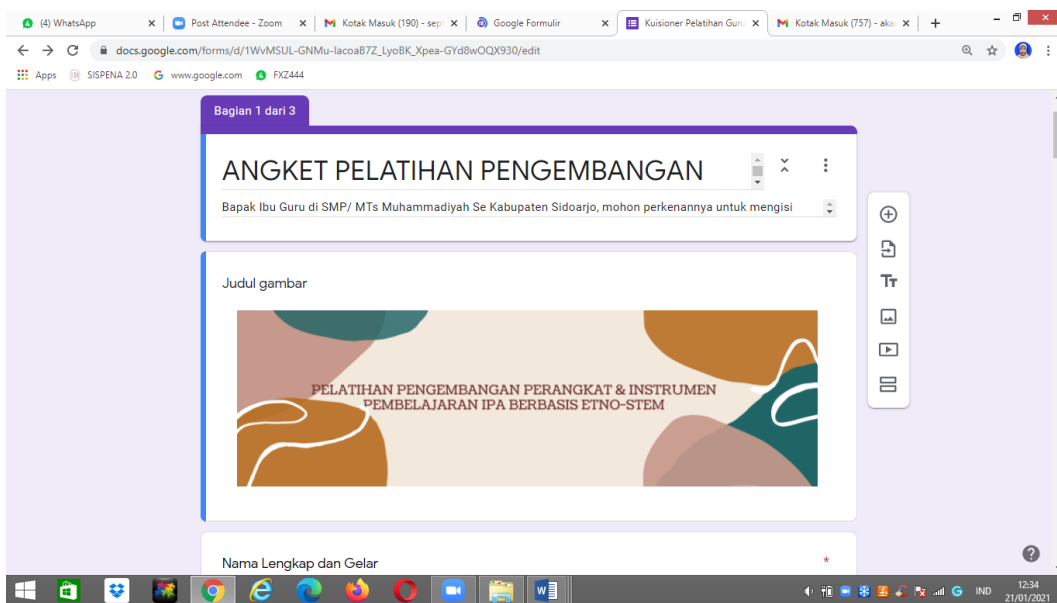 (4) WhatsApp
Post Attendee - Zoom
Kotak Masuk (190) - sept
Google Formulir
Kuisioner Pelatihan Guru
Kotak Masuk (757) - aka
docs.google.com/forms/d/1WvMSUL-GNMu-IacoaB7Z_LyoBK_Xpea-GYd8wOQX930/edit
Apps
SISPENA 2.0
www.google.com
FXZ444
Bagian 1 dari 3
ANGKET PELATIHAN PENGEMBANGAN
Bapak Ibu Guru di SMP/ MTs Muhammadiyah Se Kabupaten Sidoarjo, mohon perkenannya untuk mengisi
Judul gambar
PELATIHAN PENGEMBANGAN PERANGKAT & INSTRUMEN
PEMBELAJARAN IPA BERBASIS ETNO-STEM
Nama Lengkap dan Gelar *
IND
12:34
21/01/2021